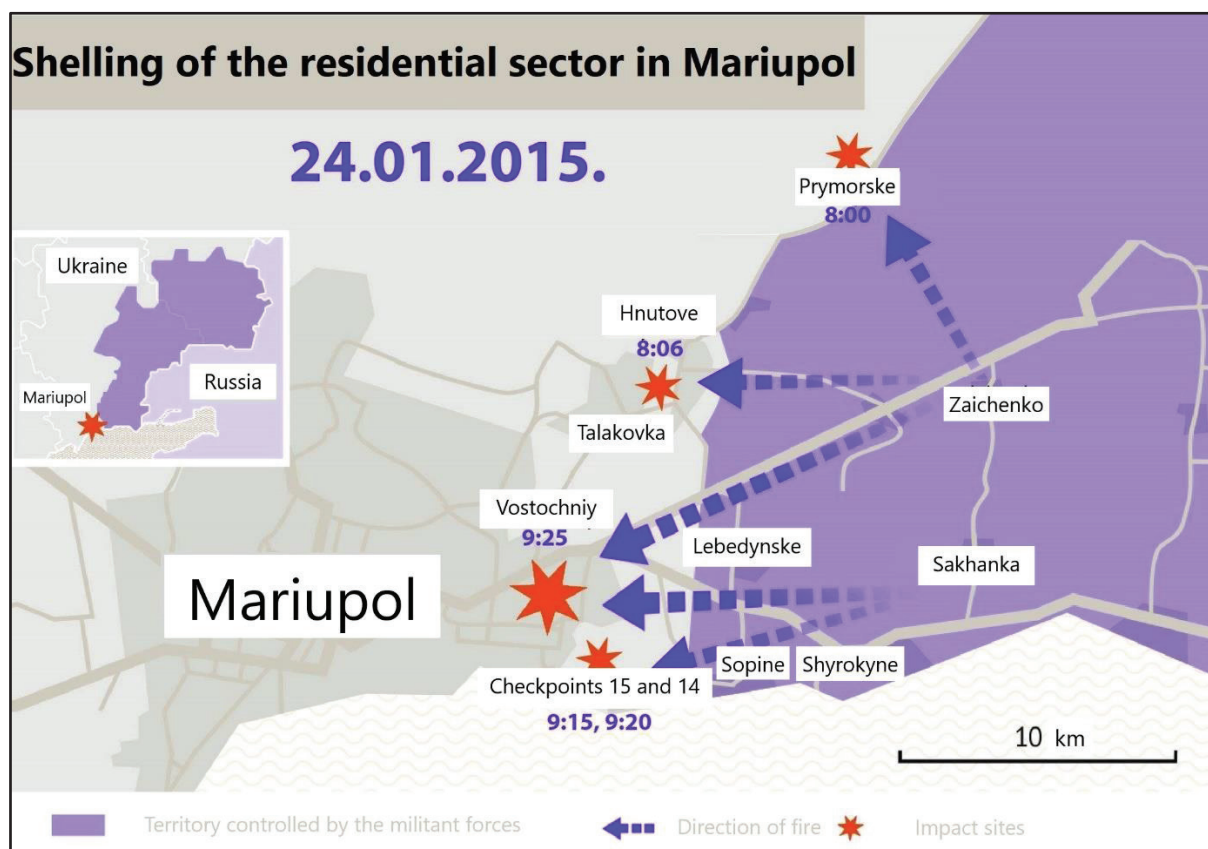 Shelling of the residential sector in Mariupol
24.01.2015.
Prymorske
8:00
Ukraine
Russia
Mariupol
Hnutove
8:06
Talakovka
Zaichenko
Vostochniy
9:25
Lebedynske
Sakhanka
Mariupol
Sopine
Shyrokyne
Checkpoints 15 and 14
9:15, 9:20
10 km
Territory controlled by the militant forces
Direction of fire
Impact sites